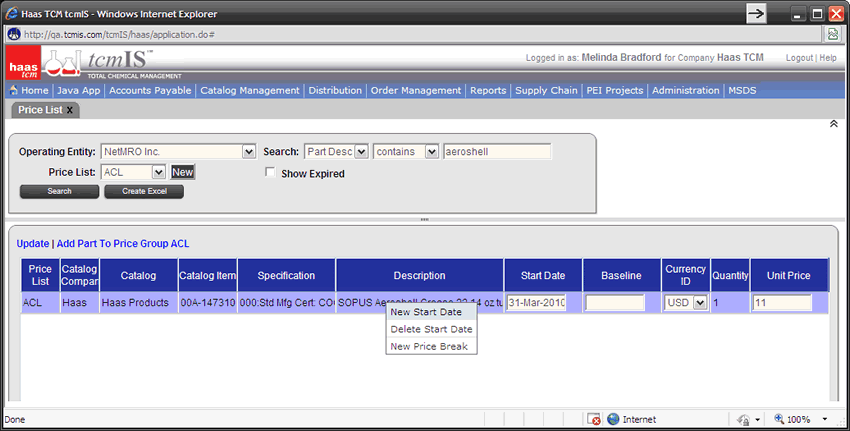 Haas TCM tcmIS - Windows Internet Explorer
http://qa.tcmis.com/tcmIS/haas/application.do#
haas tcm tcmIS™ TOTAL CHEMICAL MANAGEMENT
Logged in as: Melinda Bradford for Company Haas TCM Logout | Help
Home | Java App | Accounts Payable | Catalog Management | Distribution | Order Management | Reports | Supply Chain | PEI Projects | Administration | MSDS
Price List X
Operating Entity: NetMRO Inc. Search: Part Desc contains aeroshell
Price List: ACL New Show Expired
Search Create Excel
Update | Add Part To Price Group ACL
Price List Catalog Compan Catalog Catalog Item Specification Description Start Date Baseline Currency ID Quantity Unit Price
ACL Haas Haas Products 00A-147310 000:Std Mfg Cert: CO SOPUS Aeroshell Grease 22 14 oz tu 31-Mar-2010 USD 1 11
New Start Date
Delete Start Date
New Price Break
Done Internet 100%